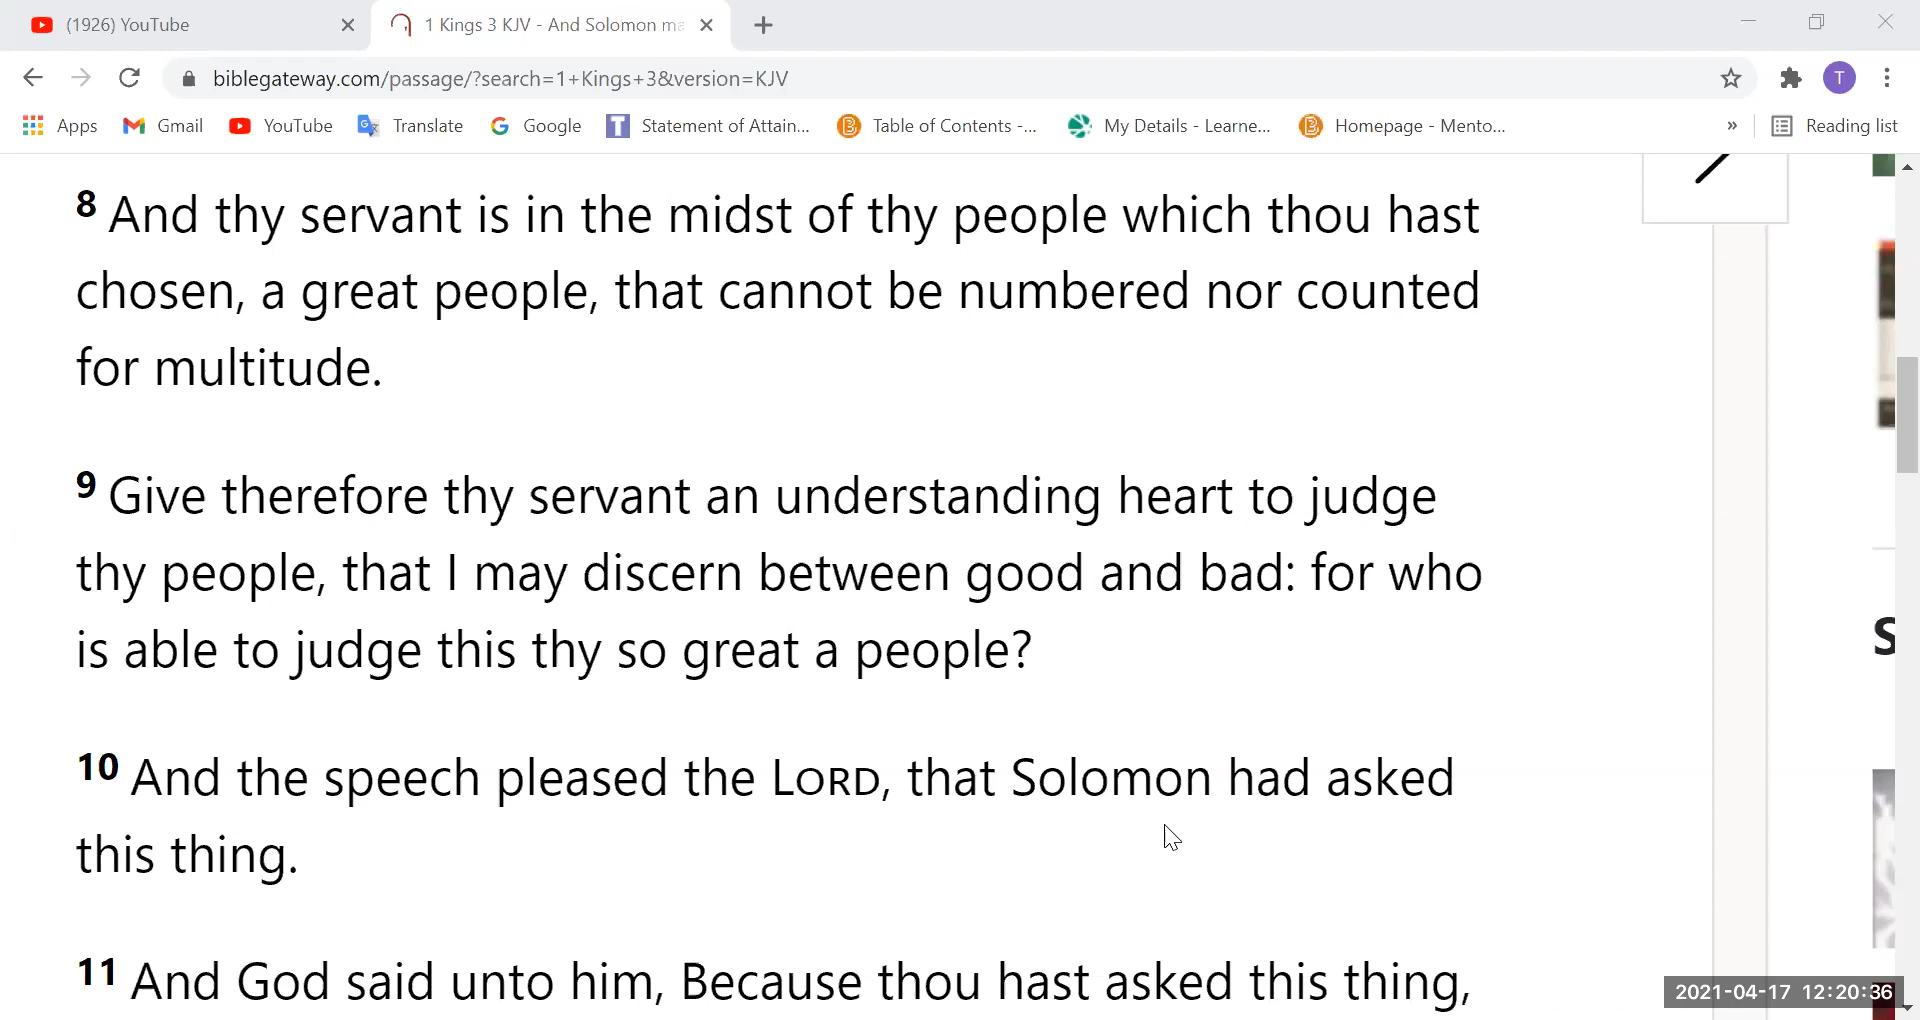 (1926) YouTube
1 Kings 3 KJV - And Solomon ma
biblegateway.com/passage/?search=1+Kings+3&version=KJV
T
Apps Gmail YouTube Translate Google Statement of Attain... Table of Contents -... My Details - Learne... Homepage - Mento... » Reading list
8 And thy servant is in the midst of thy people which thou hast
chosen, a great people, that cannot be numbered nor counted
for multitude.
9 Give therefore thy servant an understanding heart to judge
thy people, that I may discern between good and bad: for who
is able to judge this thy so great a people?
S
10 And the speech pleased the LORD, that Solomon had asked
this thing.
11 And God said unto him, Because thou hast asked this thing,
2021-04-17 12:20:36